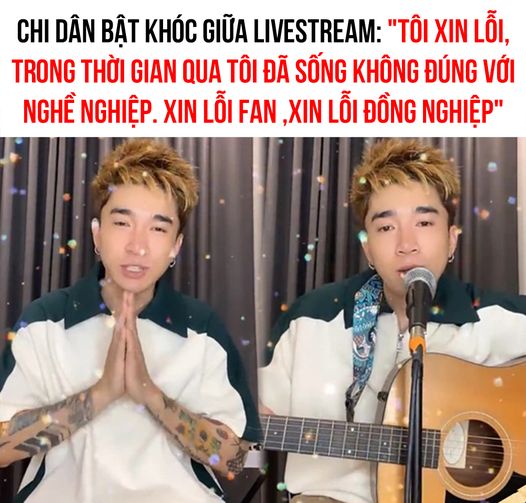 CHI DÂN BẬT KHÓC GIỮA LIVESTREAM: "TÔI XIN LỖI,
TRONG THỜI GIAN QUA TÔI ĐÃ SỐNG KHÔNG ĐÚNG VỚI
NGHỀ NGHIỆP. XIN LỖI FAN ,XIN LỖI ĐỒNG NGHIỆP"